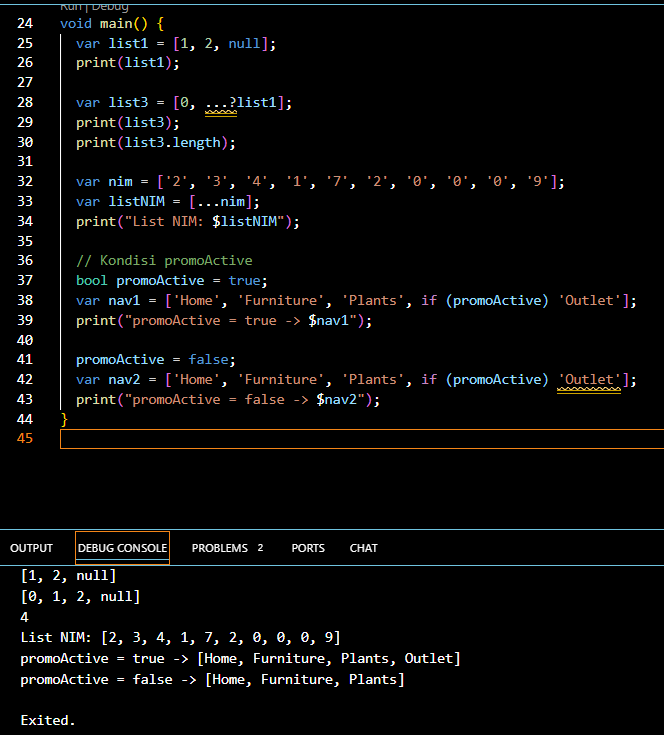 Run | Debug
24 void main() {
25 var list1 = [1, 2, null];
26 print(list1);
27
28 var list3 = [0, ...?list1];
29 print(list3);
30 print(list3.length);
31
32 var nim = ['2', '3', '4', '1', '7', '2', '0', '0', '0', '9'];
33 var listNIM = [...nim];
34 print("List NIM: $listNIM");
35
36 // Kondisi promoActive
37 bool promoActive = true;
38 var nav1 = ['Home', 'Furniture', 'Plants', if (promoActive) 'Outlet'];
39 print("promoActive = true -> $nav1");
40
41 promoActive = false;
42 var nav2 = ['Home', 'Furniture', 'Plants', if (promoActive) 'Outlet'];
43 print("promoActive = false -> $nav2");
44 }
45
OUTPUT DEBUG CONSOLE PROBLEMS 2 PORTS CHAT
[1, 2, null]
[0, 1, 2, null]
4
List NIM: [2, 3, 4, 1, 7, 2, 0, 0, 0, 9]
promoActive = true -> [Home, Furniture, Plants, Outlet]
promoActive = false -> [Home, Furniture, Plants]
Exited.